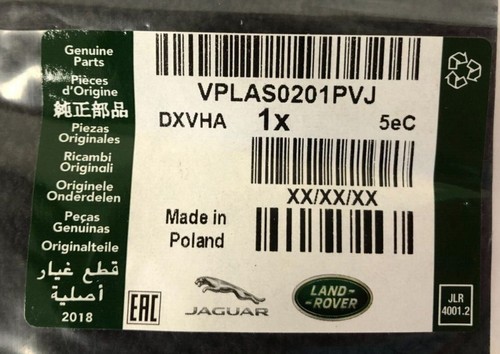 Genuine
Parts
Pièces
d'Origine
純正部品
Piezas
Originales
Ricambi
Originali
Originele
Onderdelen
Peças
Genuinas
Originalteile
قطع غيار
أصلية
2018
VPLAS0201PVJ
DXVHA 1x 5eC
XX/XX/XX
Made in
Poland
EAC
JAGUAR
LAND-
-ROVER
JLR
4001.2